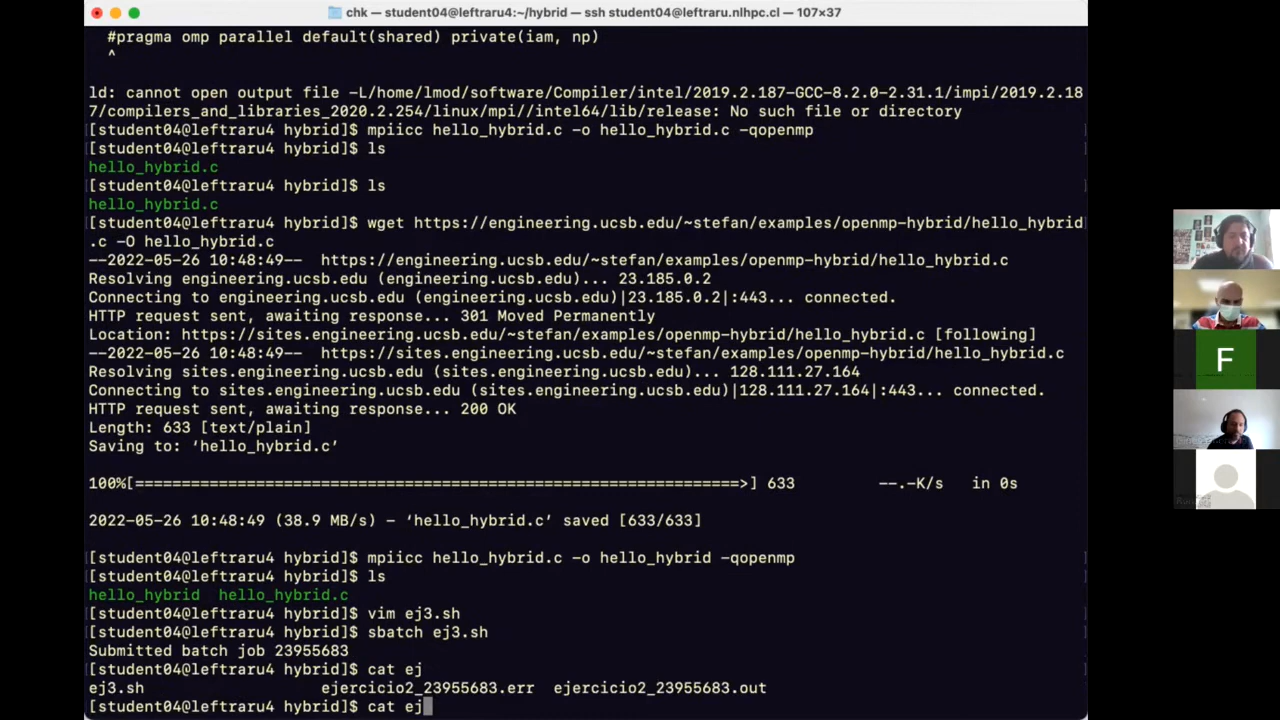 chk — student04@leftraru4:~/hybrid — ssh student04@leftraru.nlhpc.cl — 107×37
#pragma omp parallel default(shared) private(iam, np)
^
ld: cannot open output file -L/home/lmod/software/Compiler/intel/2019.2.187-GCC-8.2.0-2.31.1/impi/2019.2.18
7/compilers_and_libraries_2020.2.254/linux/mpi//intel64/lib/release: No such file or directory
[student04@leftraru4 hybrid]$ mpiicc hello_hybrid.c -o hello_hybrid.c -qopenmp
[student04@leftraru4 hybrid]$ ls
hello_hybrid.c
[student04@leftraru4 hybrid]$ ls
hello_hybrid.c
[student04@leftraru4 hybrid]$ wget https://engineering.ucsb.edu/~stefan/examples/openmp-hybrid/hello_hybrid
.c -O hello_hybrid.c
--2022-05-26 10:48:49--  https://engineering.ucsb.edu/~stefan/examples/openmp-hybrid/hello_hybrid.c
Resolving engineering.ucsb.edu (engineering.ucsb.edu)... 23.185.0.2
Connecting to engineering.ucsb.edu (engineering.ucsb.edu)|23.185.0.2|:443... connected.
HTTP request sent, awaiting response... 301 Moved Permanently
Location: https://sites.engineering.ucsb.edu/~stefan/examples/openmp-hybrid/hello_hybrid.c [following]
--2022-05-26 10:48:49--  https://sites.engineering.ucsb.edu/~stefan/examples/openmp-hybrid/hello_hybrid.c
Resolving sites.engineering.ucsb.edu (sites.engineering.ucsb.edu)... 128.111.27.164
Connecting to sites.engineering.ucsb.edu (sites.engineering.ucsb.edu)|128.111.27.164|:443... connected.
HTTP request sent, awaiting response... 200 OK
Length: 633 [text/plain]
Saving to: ‘hello_hybrid.c’
100%[=================================================================>] 633         --.-K/s   in 0s
2022-05-26 10:48:49 (38.9 MB/s) - ‘hello_hybrid.c’ saved [633/633]
[student04@leftraru4 hybrid]$ mpiicc hello_hybrid.c -o hello_hybrid -qopenmp
[student04@leftraru4 hybrid]$ ls
hello_hybrid  hello_hybrid.c
[student04@leftraru4 hybrid]$ vim ej3.sh
[student04@leftraru4 hybrid]$ sbatch ej3.sh
Submitted batch job 23955683
[student04@leftraru4 hybrid]$ cat ej
ej3.sh                   ejercicio2_23955683.err  ejercicio2_23955683.out
[student04@leftraru4 hybrid]$ cat ej
F